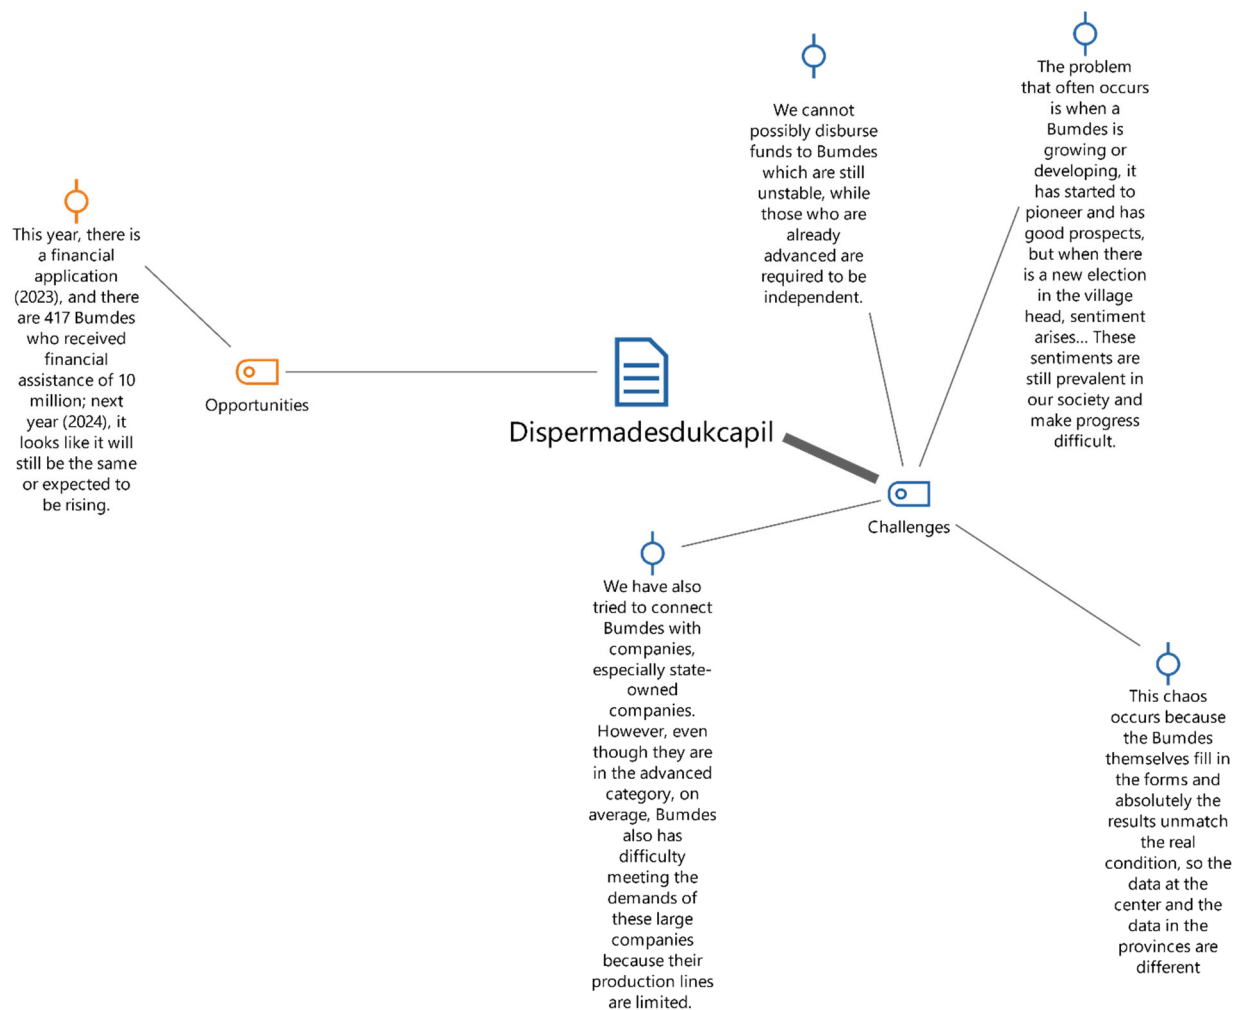 This year, there is
a financial
application
(2023), and there
are 417 Bumdes
who received
financial
assistance of 10
million; next
year (2024), it
looks like it will
still be the same
or expected to
be rising.
Opportunities
Dispermadesdukcapil
We cannot
possibly disburse
funds to Bumdes
which are still
unstable, while
those who are
already
advanced are
required to be
independent.
The problem
that often occurs
is when a
Bumdes is
growing or
developing, it
has started to
pioneer and has
good prospects,
but when there
is a new election
in the village
head, sentiment
arises... These
sentiments are
still prevalent in
our society and
make progress
difficult.
Challenges
We have also
tried to connect
Bumdes with
companies,
especially state-
owned
companies.
However, even
though they are
in the advanced
category, on
average, Bumdes
also has
difficulty
meeting the
demands of
these large
companies
because their
production lines
are limited.
This chaos
occurs because
the Bumdes
themselves fill in
the forms and
absolutely the
results unmatch
the real
condition, so the
data at the
center and the
data in the
provinces are
different